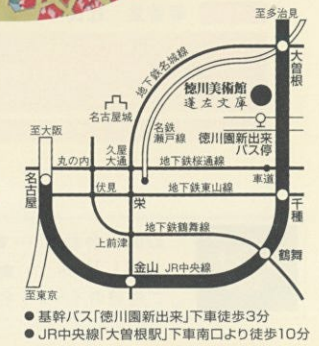 至多治見
大曽根
地下鉄名城線
徳川美術館
蓬左文庫
名古屋城
名鉄
瀬戸線
徳川園新出来
バス停
至大阪
久屋
大通
丸の内
地下鉄桜通線
車道
名古屋
伏見
栄
地下鉄東山線
千種
地下鉄鶴舞線
上前津
鶴舞
金山
JR中央線
至東京
●基幹バス「徳川園新出来」下車徒歩3分
●JR中央線「大曽根駅」下車南口より徒歩10分